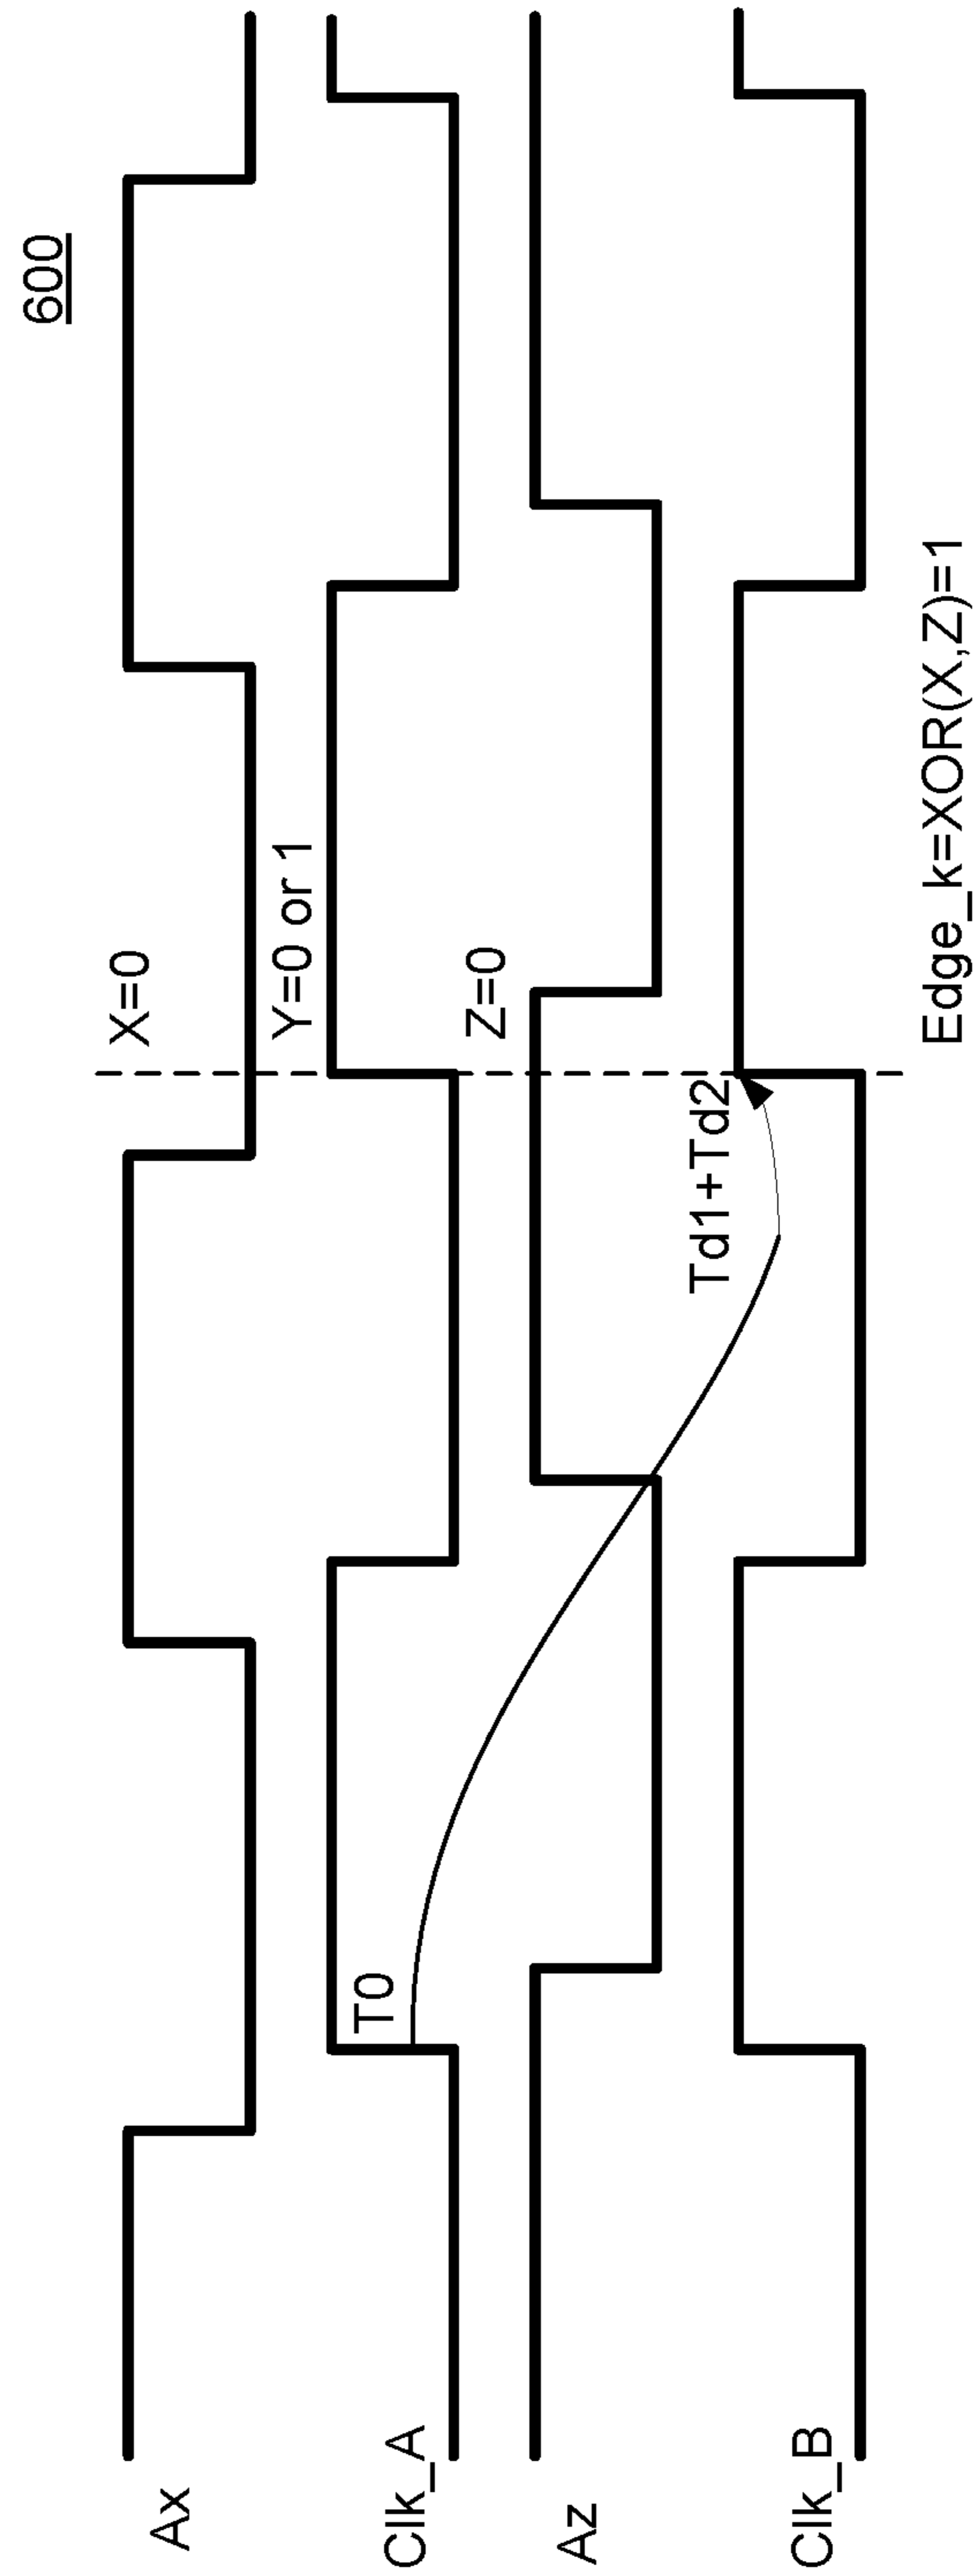 600
Ax
X=0
Clk_A
T0
Y=0 or 1
Az
Z=0
Clk_B
Td1+Td2
Edge_k=XOR(X,Z)=1